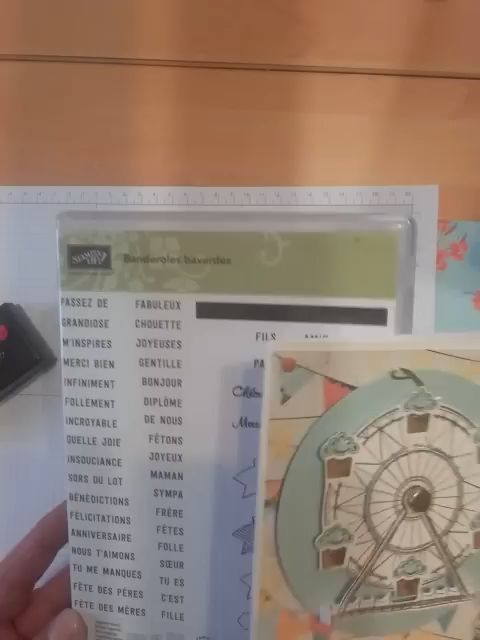 STAMPIN' UP!
Banderoles bavardes
PASSEZ DE
GRANDIOSE
M'INSPIRES
MERCI BIEN
INFINIMENT
FOLLEMENT
INCROYABLE
QUELLE JOIE
INSOUCIANCE
SORS DU LOT
BÉNÉDICTIONS
FÉLICITATIONS
ANNIVERSAIRE
NOUS T'AIMONS
TU ME MANQUES
FÊTE DES PÈRES
FÊTE DES MÈRES
FABULEUX
CHOUETTE
JOYEUSES
GENTILLE
BONJOUR
DIPLÔME
DE NOUS
FÊTONS
JOYEUX
MAMAN
SYMPA
FRÈRE
FÊTES
FOLLE
SŒUR
TU ES
C'EST
FILLE
FILS
PA